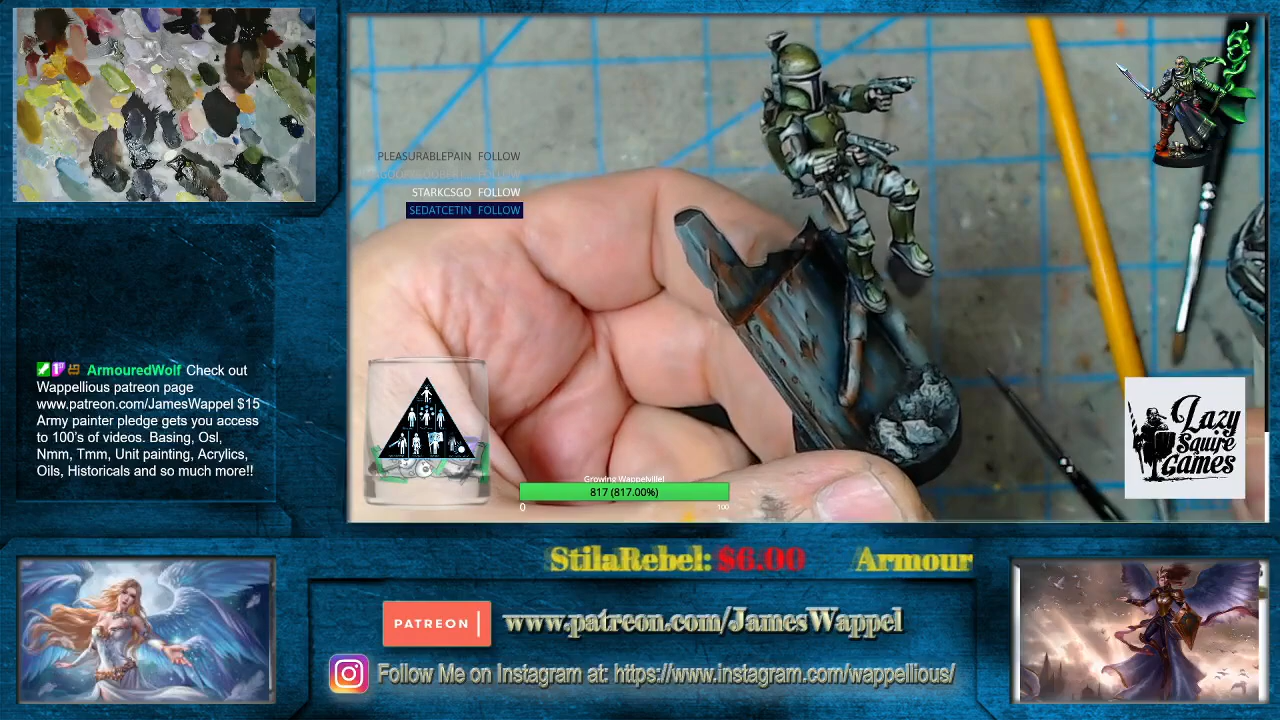 PLEASURABLEPAIN FOLLOW
FOLLOW
STARKCSGO FOLLOW
SEDATCETIN FOLLOW
ArmouredWolf Check out
Wappellious patreon page
www.patreon.com/JamesWappel $15
Army painter pledge gets you access
to 100's of videos. Basing, Osl,
Nmm, Tmm, Unit painting, Acrylics,
Oils, Historicals and so much more!!
Growing Wappelville!
817 (817.00%)
0 100
Lazy
Squire
Games
StilaRebel: $6.00 Armour
PATREON www.patreon.com/JamesWappel
Follow Me on Instagram at: https://www.instagram.com/wappellious/